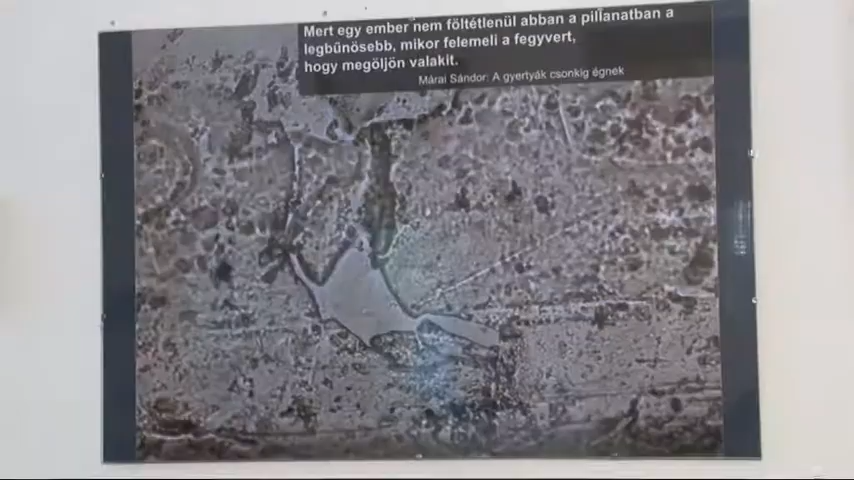 Mert egy ember nem föltétlenül abban a pillanatban a
legbűnösebb, mikor felemeli a fegyvert,
hogy megöljön valakit.
Márai Sándor: A gyertyák csonkig égnek